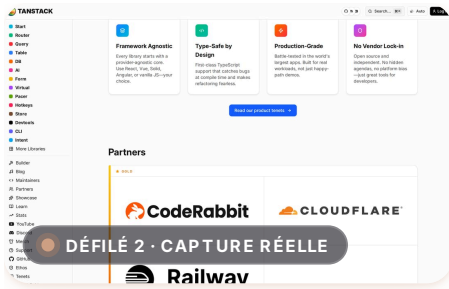 TANSTACK
Search...
Auto
Log
Start
Router
Query
Table
DB
AI
Form
Virtual
Pacer
Hotkeys
Store
Devtools
CLI
Intent
More Libraries
Builder
Blog
Maintainers
Partners
Showcase
Learn
Stats
YouTube
Discord
Merch
Support
GitHub
Ethos
Tenets
Framework Agnostic
Every library starts with a
provider-agnostic core.
Use React, Vue, Solid,
Angular, or vanilla JS—your
choice.
Type-Safe by
Design
First-class TypeScript
support that catches bugs
at compile time and makes
refactoring fearless.
Production-Grade
Battle-tested in the world's
largest apps. Built for real
workloads, not just happy-
path demos.
No Vendor Lock-in
Open source and
independent. No hidden
agendas, no platform bias
—just great tools for
developers.
Read our product tenets →
Partners
GOLD
CodeRabbit
CLOUDFLARE
Railway
DÉFILÉ 2 · CAPTURE RÉELLE